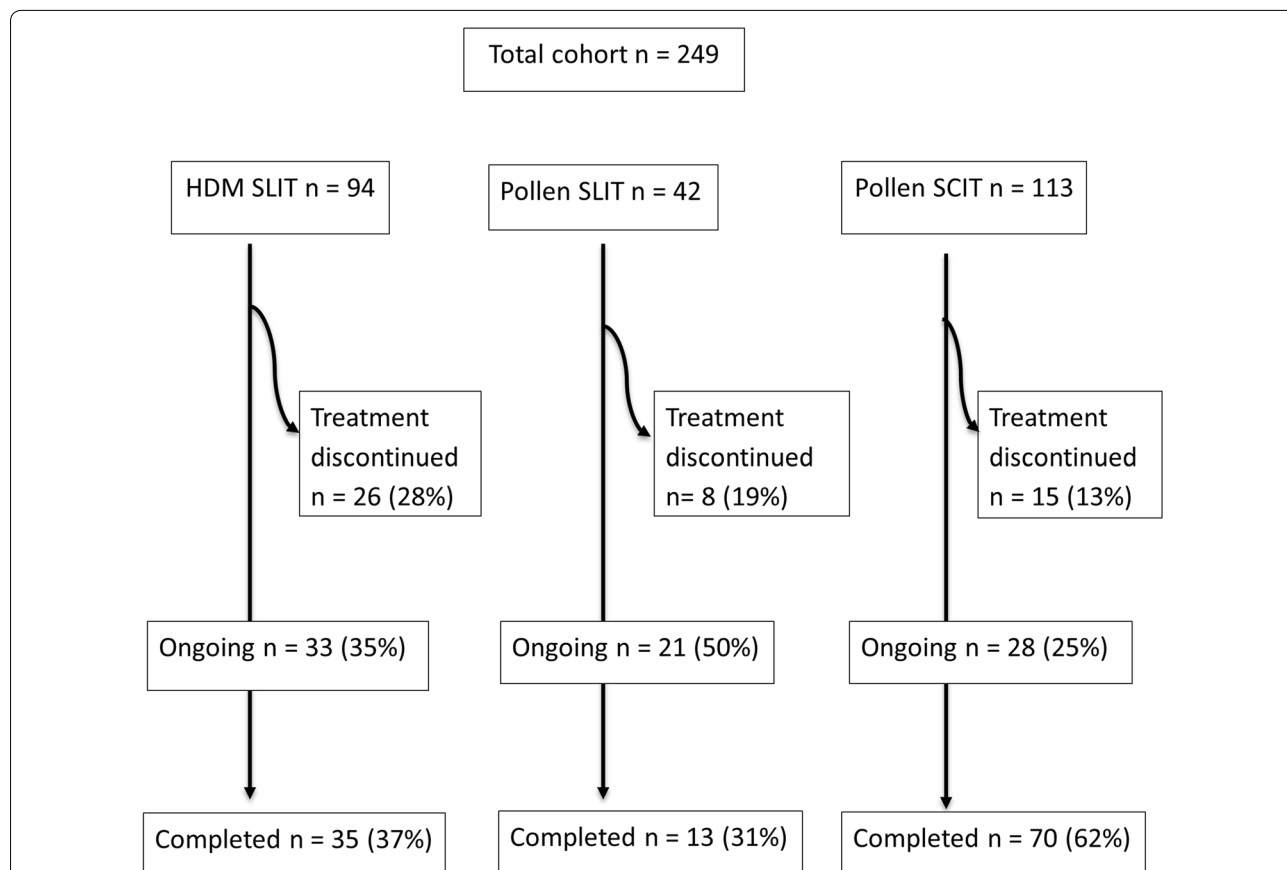 Total cohort n = 249
HDM SLIT n = 94
Pollen SLIT n = 42
Pollen SCIT n = 113
Treatment
discontinued
n = 26 (28%)
Treatment
discontinued
n= 8 (19%)
Treatment
discontinued
n = 15 (13%)
Ongoing n = 33 (35%)
Ongoing n = 21 (50%)
Ongoing n = 28 (25%)
Completed n = 35 (37%)
Completed n = 13 (31%)
Completed n = 70 (62%)